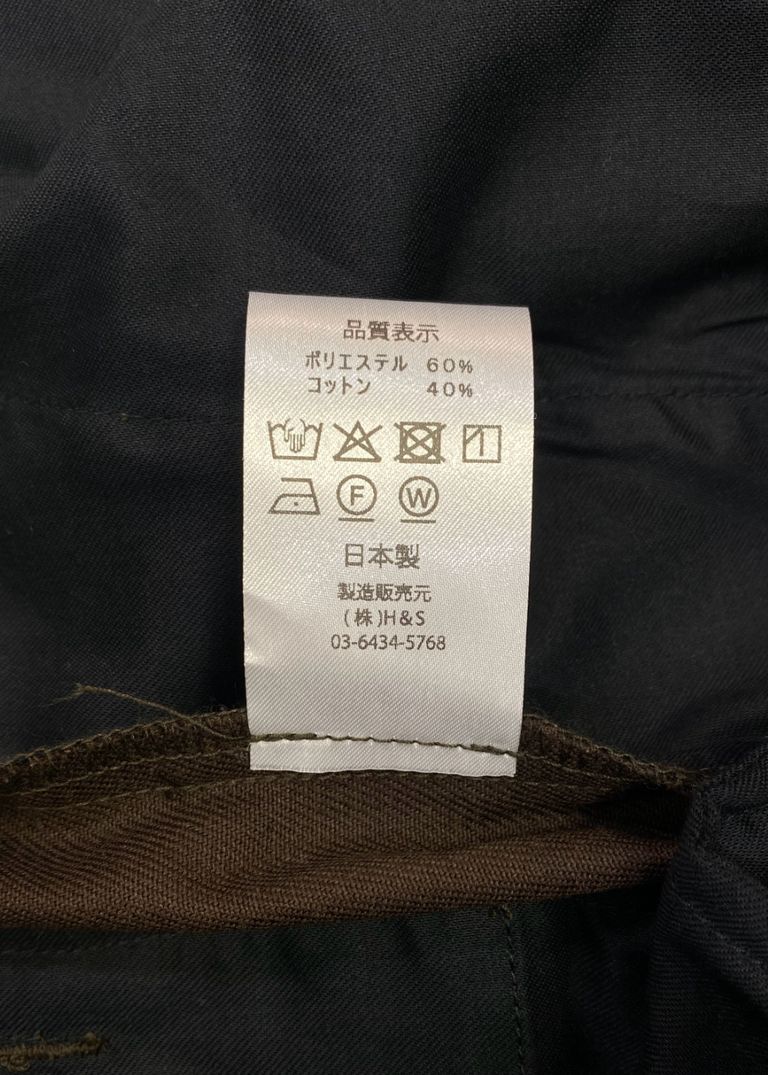 品質表示
ポリエステル 60%
コットン 40%
F W
日本製
製造販売元
(株)H&S
03-6434-5768